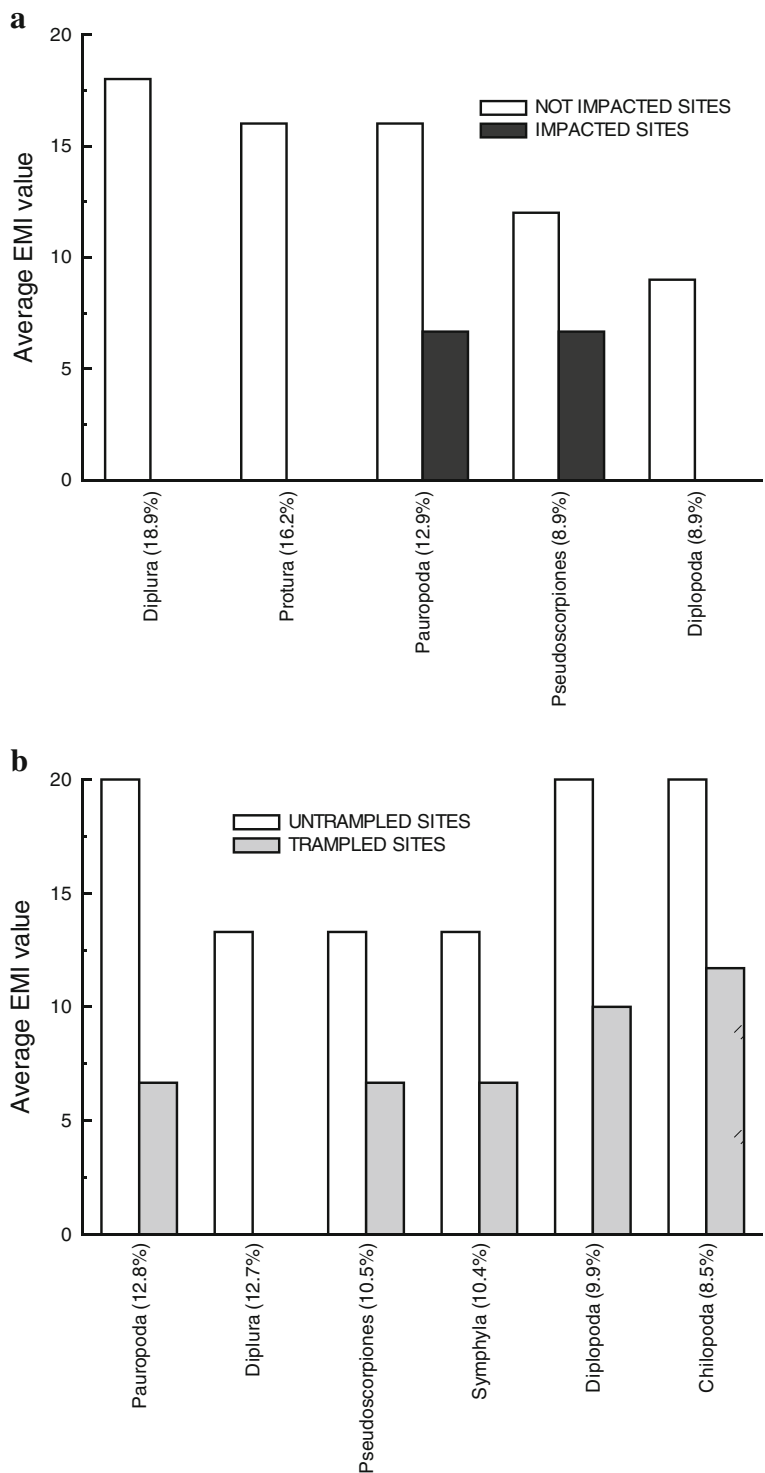 a
20
NOT IMPACTED SITES
IMPACTED SITES
15
10
5
0
Average EMI value
Diplura (18.9%)
Protura (16.2%)
Pauropoda (12.9%)
Pseudoscorpiones (8.9%)
Diplopoda (8.9%)
b
20
UNTRAMPLED SITES
TRAMPLED SITES
15
10
5
0
Average EMI value
Pauropoda (12.8%)
Diplura (12.7%)
Pseudoscorpiones (10.5%)
Symphyla (10.4%)
Diplopoda (9.9%)
Chilopoda (8.5%)